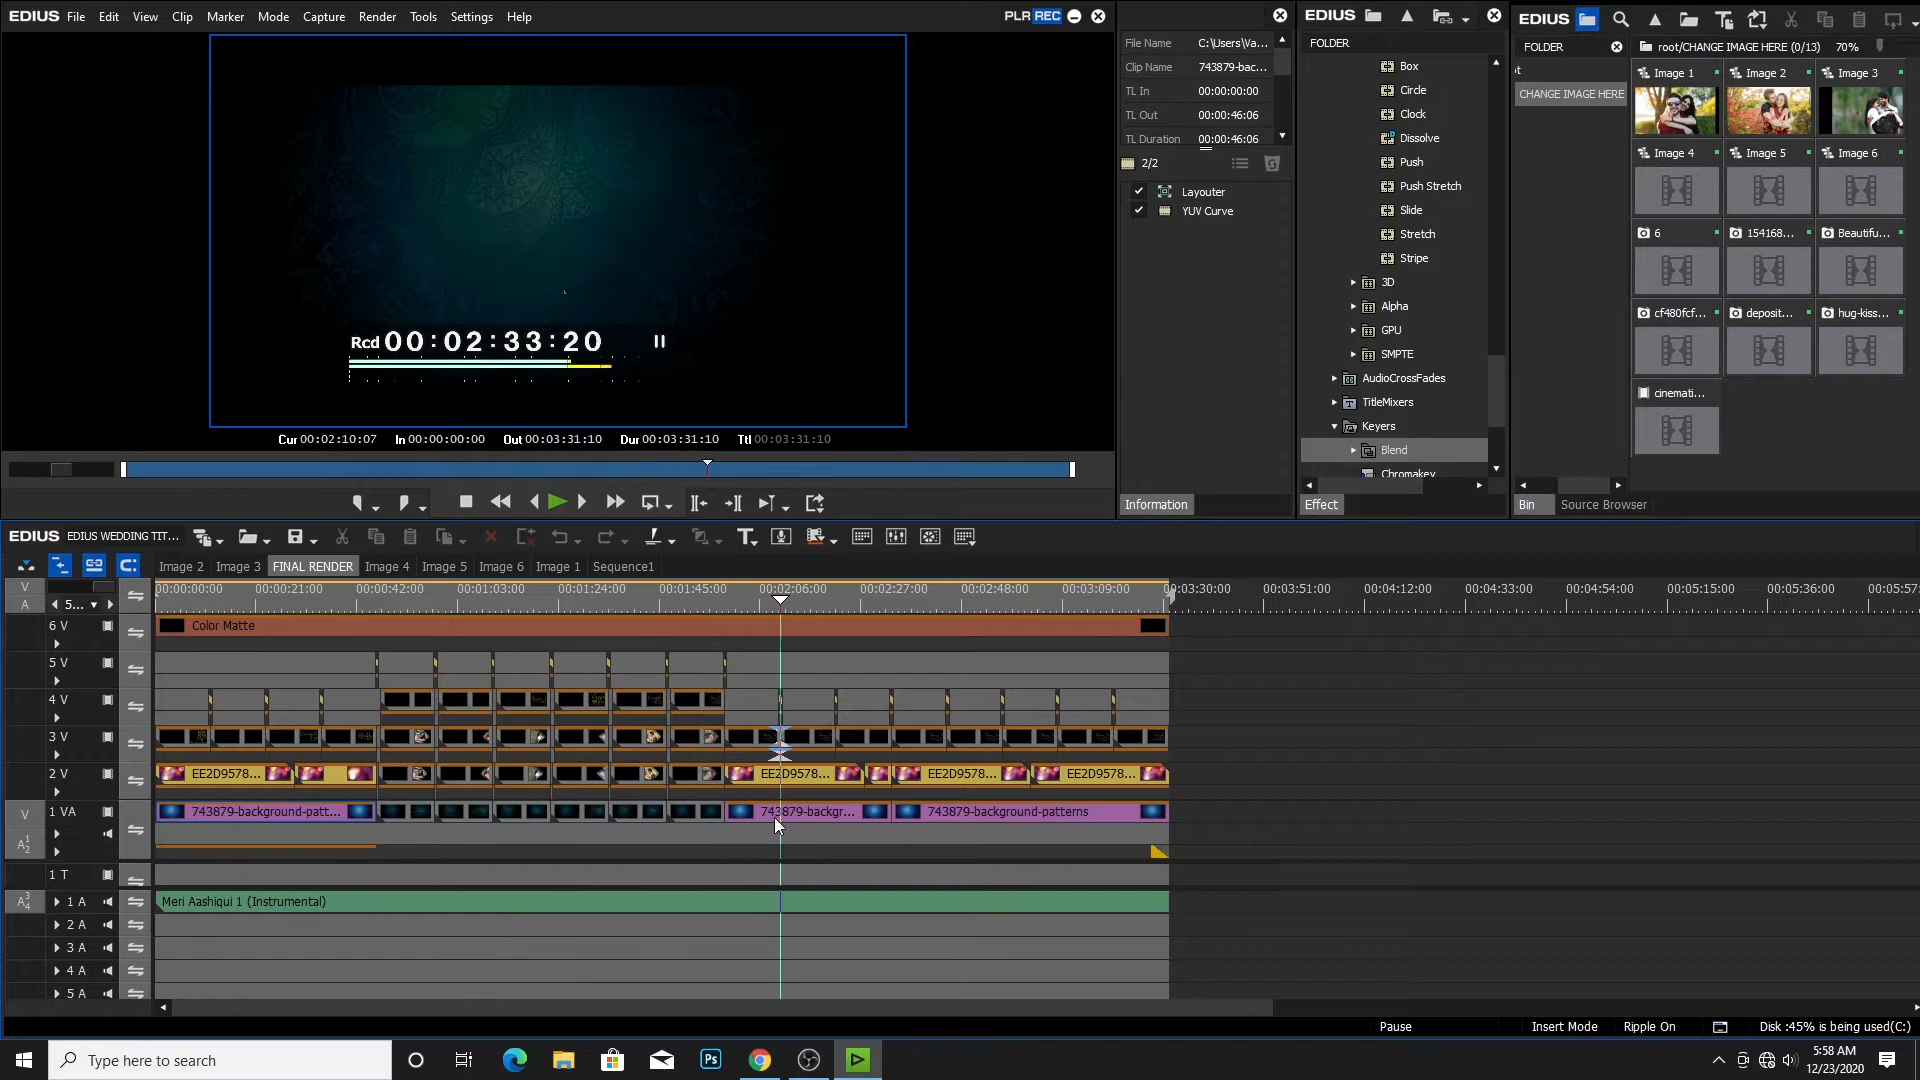 EDIUS File Edit View Clip Marker Mode Capture Render Tools Settings Help PLR REC
Rcd 00:02:33:20
Cur 00:02:10:07 In 00:00:00:00 Out 00:03:31:10 Dur 00:03:31:10 Ttl 00:03:31:10
File Name C:\Users\Va...
Clip Name 743879-bac...
TL In 00:00:00:00
TL Out 00:00:46:06
TL Duration 00:00:46:06
2/2
Layouter
YUV Curve
Information
EDIUS
FOLDER
Box
Circle
Clock
Dissolve
Push
Push Stretch
Slide
Stretch
Stripe
3D
Alpha
GPU
SMPTE
AudioCrossFades
TitleMixers
Keyers
Blend
Chromakey
Effect
EDIUS
FOLDER root/CHANGE IMAGE HERE (0/13) 70%
CHANGE IMAGE HERE
Image 1 Image 2 Image 3
Image 4 Image 5 Image 6
6 154168... Beautifu...
cf480fcf... deposit... hug-kiss...
cinemati...
Bin Source Browser
EDIUS EDIUS WEDDING TIT...
Image 2 Image 3 FINAL RENDER Image 4 Image 5 Image 6 Image 1 Sequence1
V 00:00:00:00 00:00:21:00 00:00:42:00 00:01:03:00 00:01:24:00 00:01:45:00 00:02:06:00 00:02:27:00 00:02:48:00 00:03:09:00 00:03:30:00 00:03:51:00 00:04:12:00 00:04:33:00 00:04:54:00 00:05:15:00 00:05:36:00 00:05:57:
A 5...
6 V Color Matte
5 V
4 V
3 V
2 V EE2D9578... EE2D9578... EE2D9578... EE2D9578...
V 1 VA 743879-background-patt... 743879-backgr... 743879-background-patterns
A 1 2
1 T
A 3 4 1 A Meri Aashiqui 1 (Instrumental)
2 A
3 A
4 A
5 A
Pause Insert Mode Ripple On Disk :45% is being used(C:)
Type here to search Ps 5:58 AM
12/23/2020